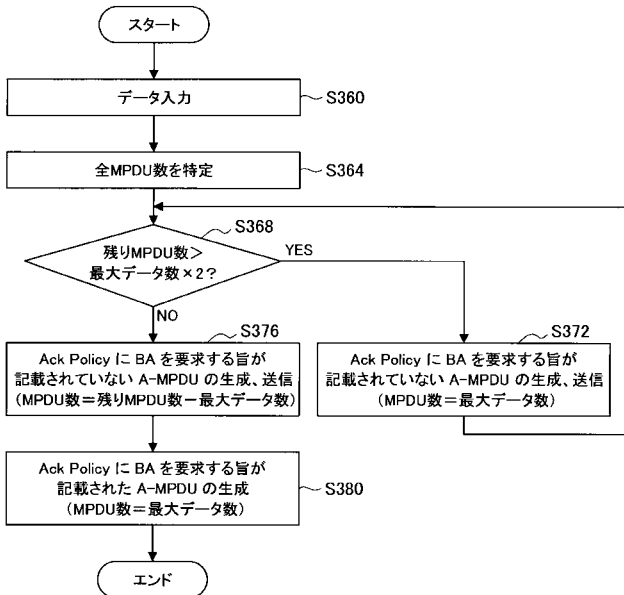 スタート
データ入力
S360
全MPDU数を特定
S364
S368
残りMPDU数＞
最大データ数×2？
YES
NO
S376
Ack Policy に BA を要求する旨が
記載されていない A-MPDU の生成、送信
(MPDU数＝残りMPDU数－最大データ数)
S372
Ack Policy に BA を要求する旨が
記載されていない A-MPDU の生成、送信
(MPDU数＝最大データ数)
Ack Policy に BA を要求する旨が
記載された A-MPDU の生成
(MPDU数＝最大データ数)
S380
エンド